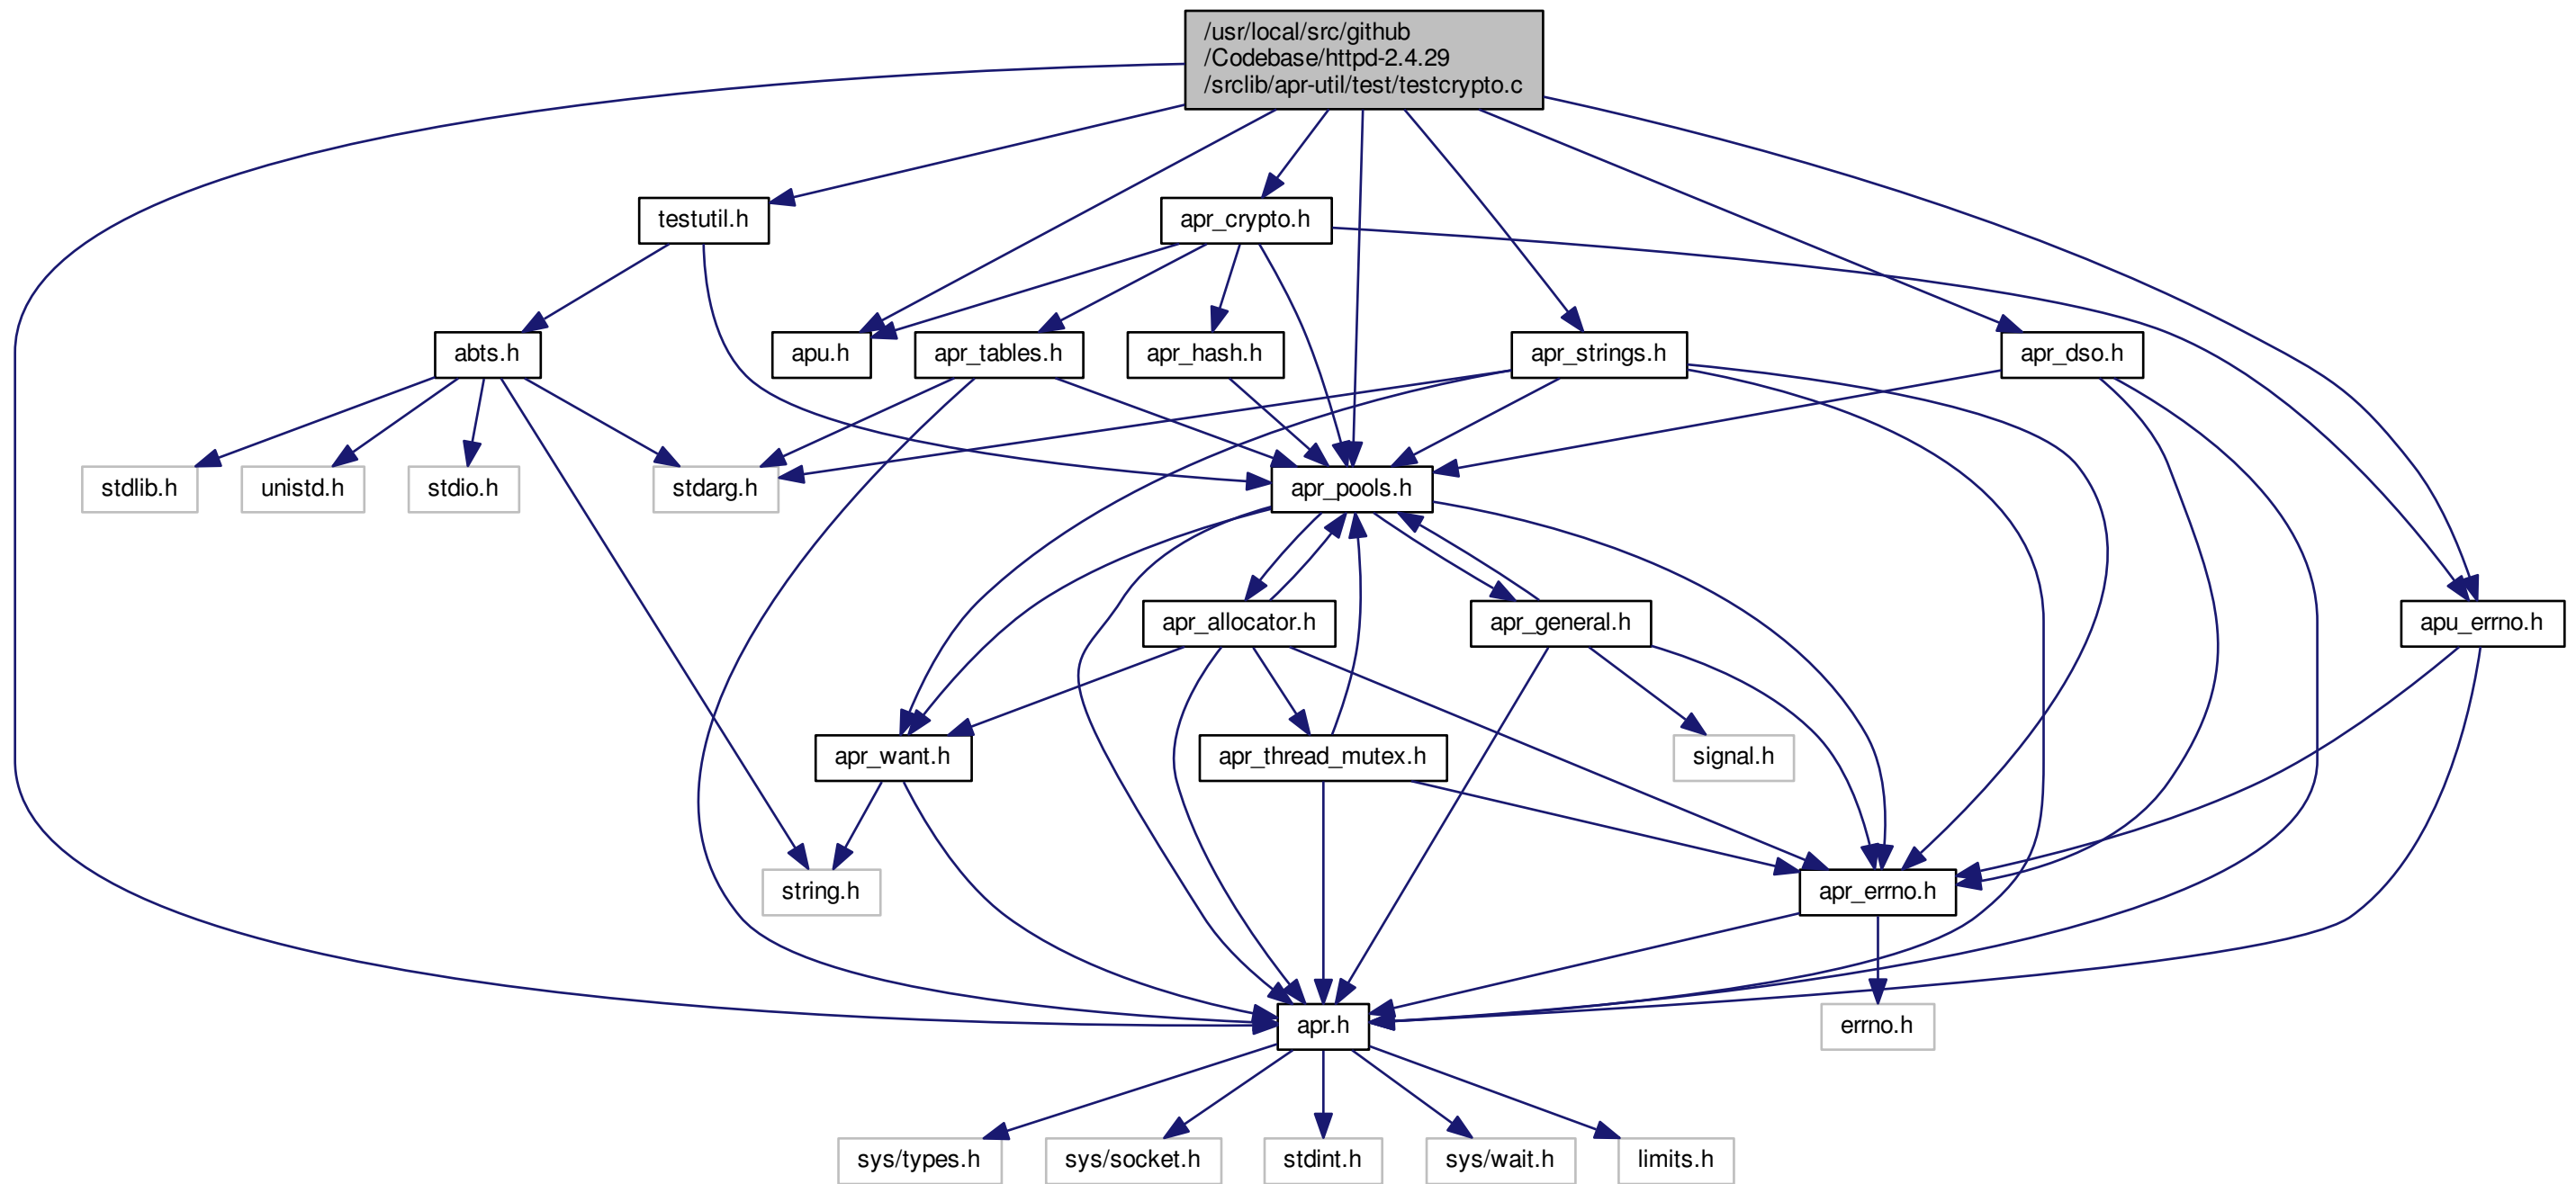 /usr/local/src/github
/Codebase/httpd-2.4.29
/srclib/apr-util/test/testcrypto.c
testutil.h
apr_crypto.h
abts.h
apu.h
apr_tables.h
apr_hash.h
apr_strings.h
apr_dso.h
stdlib.h
unistd.h
stdio.h
stdarg.h
apr_pools.h
apr_allocator.h
apr_general.h
apu_errno.h
apr_want.h
apr_thread_mutex.h
signal.h
string.h
apr_errno.h
apr.h
errno.h
sys/types.h
sys/socket.h
stdint.h
sys/wait.h
limits.h